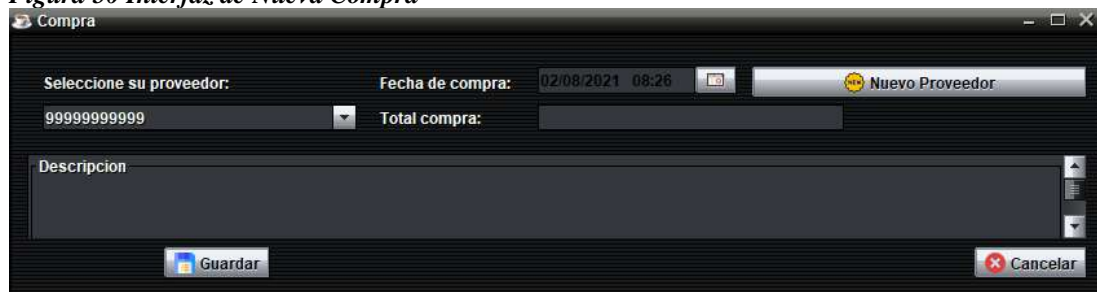 Figura 30 Interfaz de Nueva Compra
Compra
Seleccione su proveedor:
Fecha de compra:
02/08/2021 08:26
Nuevo Proveedor
99999999999
Total compra:
Descripcion
Guardar
Cancelar